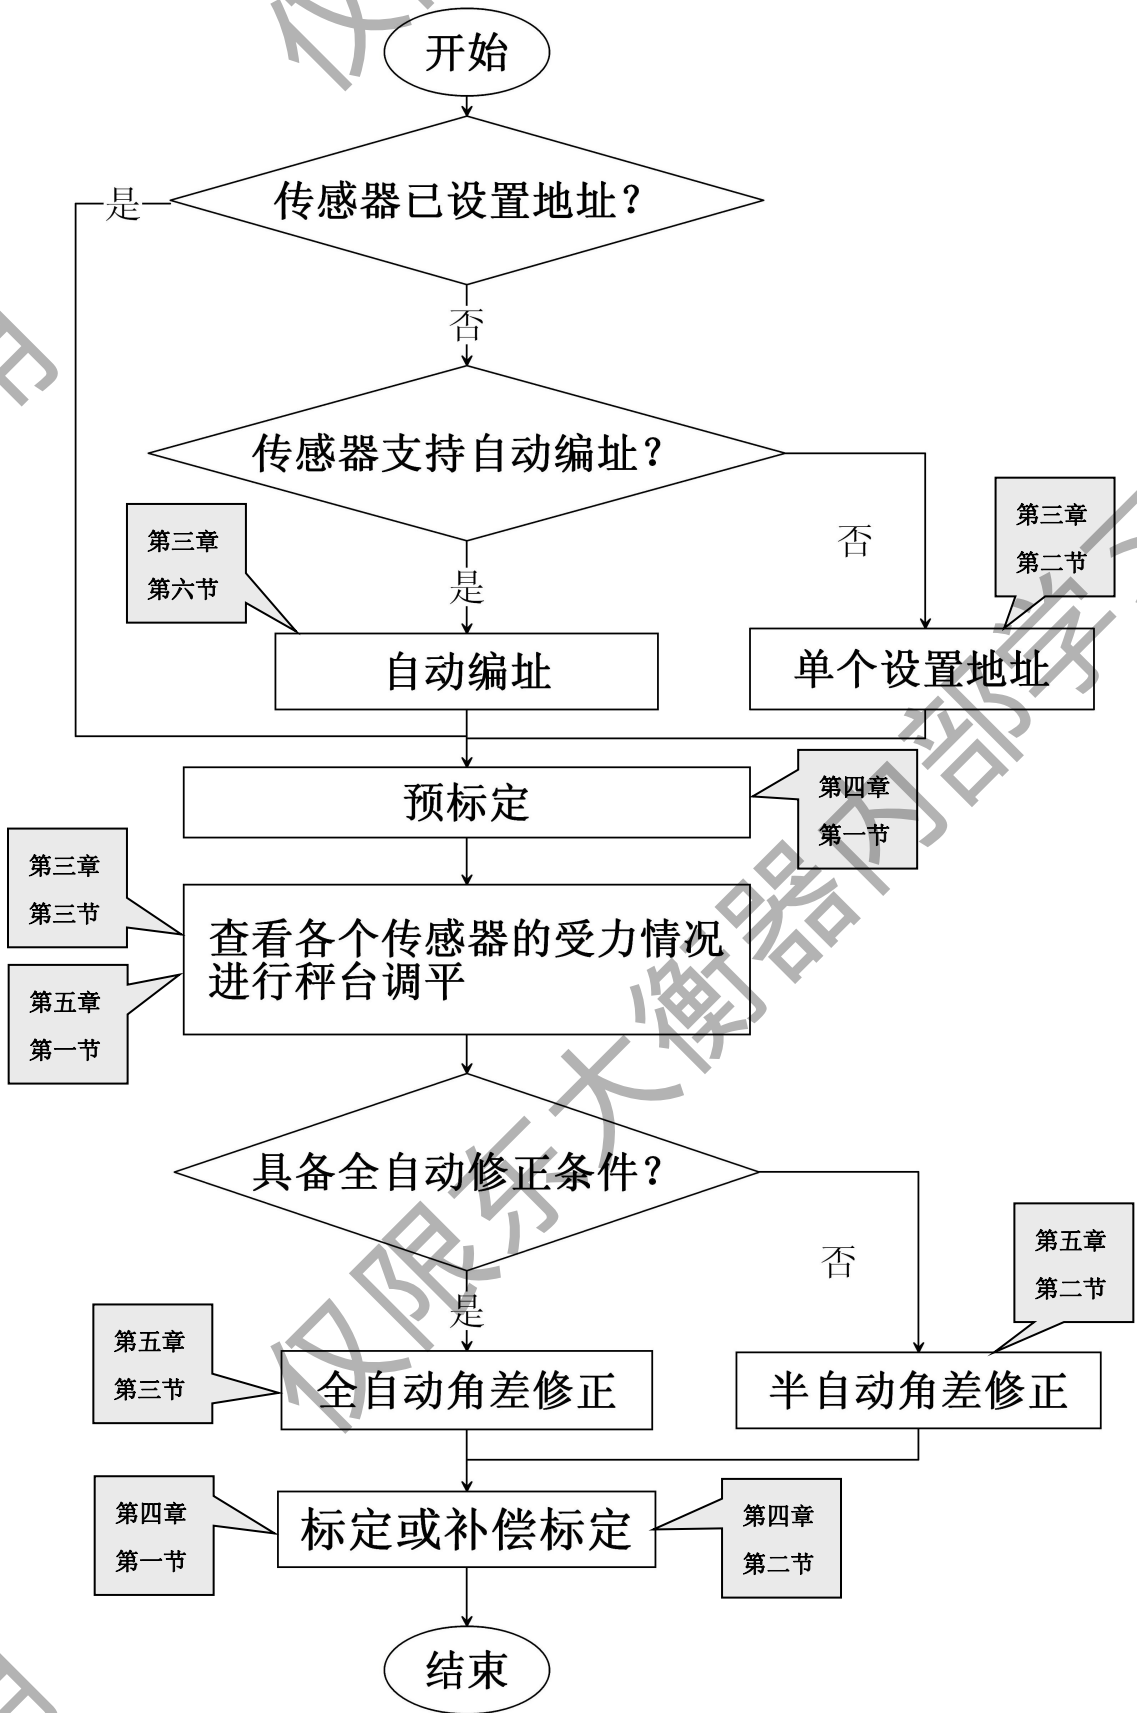 开始
传感器已设置地址？
是
否
传感器支持自动编址？
第三章
第六节
是
否
第三章
第二节
自动编址
单个设置地址
预标定
第四章
第一节
第三章
第三节
查看各个传感器的受力情况
进行秤台调平
第五章
第一节
具备全自动修正条件？
是
否
第五章
第二节
第五章
第三节
全自动角差修正
半自动角差修正
第四章
第一节
标定或补偿标定
第四章
第二节
结束
仅限东大衡器内部学习